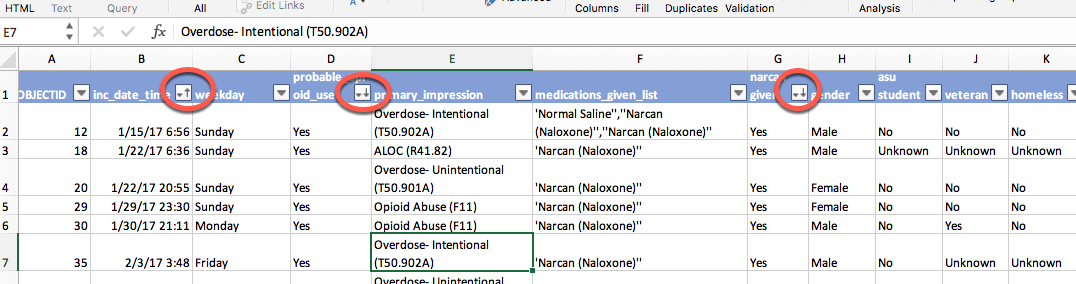 HTML Text Query All Edit Links Columns Fill Duplicates Validation Analysis
E7 fx Overdose- Intentional (T50.902A)
A B C D E F G H I J K
probable asu
1 OBJECTID inc_date_time weekday oid_use primary_impression medications_given_list gender student veteran homeless
Overdose- Intentional 'Normal Saline","Narcan
2 12 1/15/17 6:56 Sunday Yes (T50.902A) (Naloxone)","Narcan (Naloxone)" Yes Male No No No
3 18 1/22/17 6:36 Sunday Yes ALOC (R41.82) 'Narcan (Naloxone)" Yes Male Unknown Unknown Unknown
Overdose- Unintentional
4 20 1/22/17 20:55 Sunday Yes (T50.901A) 'Narcan (Naloxone)" Yes Female No No No
5 29 1/29/17 23:30 Sunday Yes Opioid Abuse (F11) 'Narcan (Naloxone)" Yes Female No No No
6 30 1/30/17 21:11 Monday Yes Opioid Abuse (F11) 'Narcan (Naloxone)" Yes Male No Yes No
Overdose- Intentional
7 35 2/3/17 3:48 Friday Yes (T50.902A) 'Narcan (Naloxone)" Yes Male No Unknown Unknown
Overdose- Unintentional